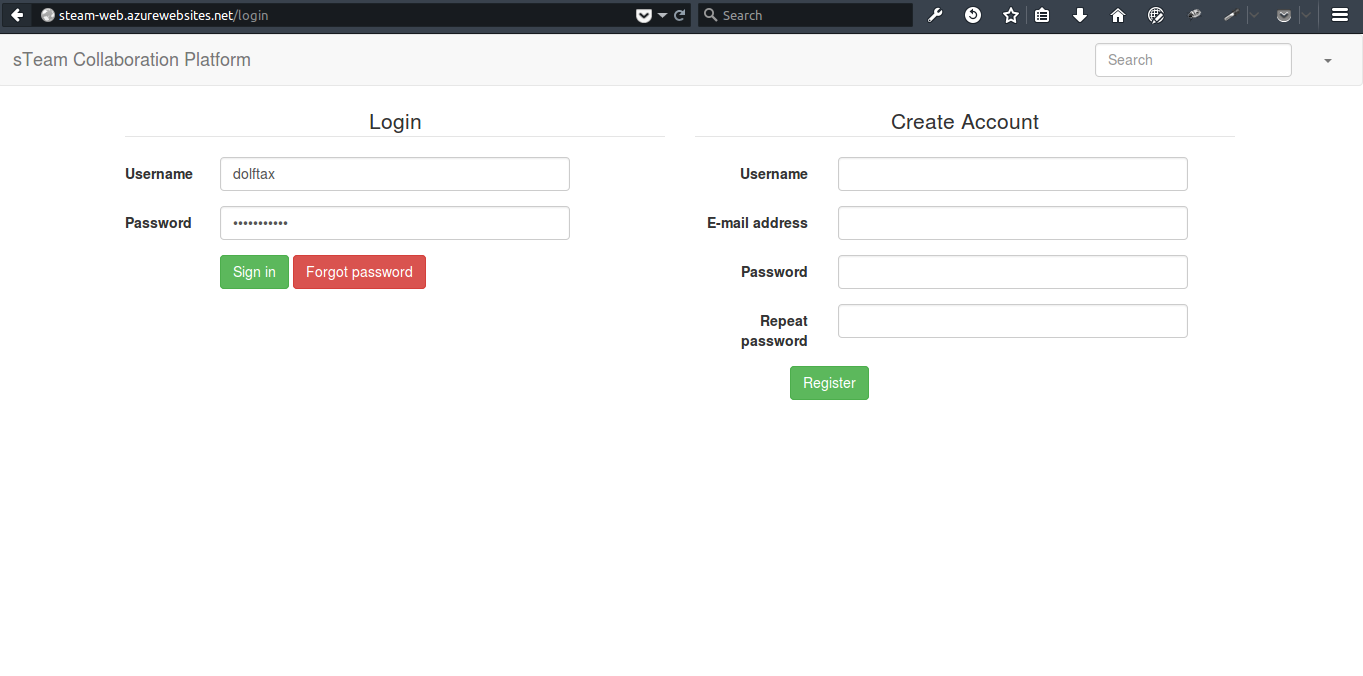 steam-web.azurewebsites.net/login
Search
sTeam Collaboration Platform
Search
Login
Username
dolftax
Password
•••••••••••
Sign in
Forgot password
Create Account
Username
E-mail address
Password
Repeat
password
Register